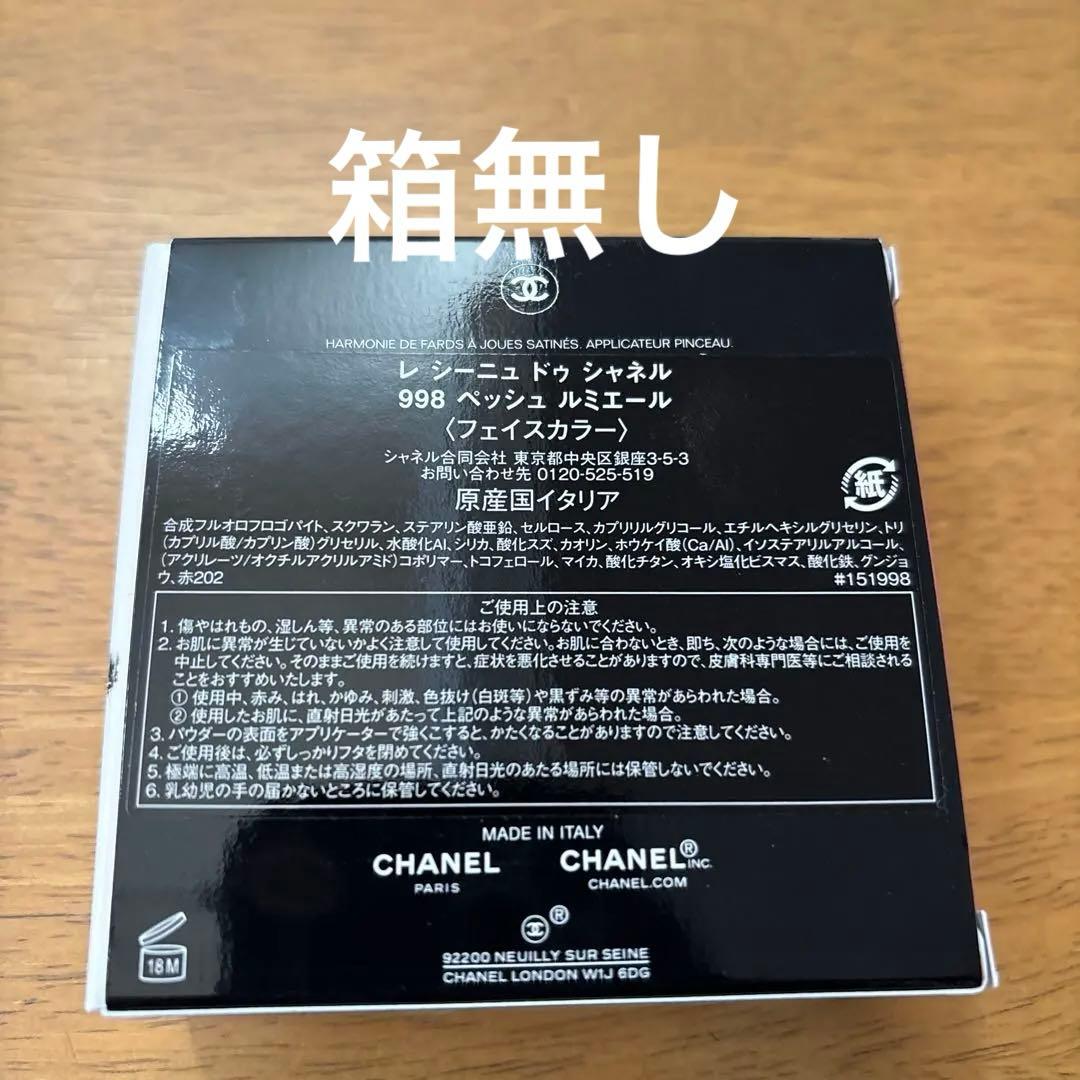 箱無し
HARMONIE DE FARDS À JOUES SATINÉS. APPLICATEUR PINCEAU.
レ シーニュ ドゥ シャネル
998 ペッシュ ルミエール
〈フェイスカラー〉
シャネル合同会社 東京都中央区銀座3-5-3
お問い合わせ先 0120-525-519
原産国イタリア
紙
合成フルオロフロゴパイト、スクワラン、ステアリン酸亜鉛、セルロース、カプリリルグリコール、エチルヘキシルグリセリン、トリ
(カプリル酸/カプリン酸)グリセリル、水酸化Al、シリカ、酸化スズ、カオリン、ホウケイ酸(Ca/Al)、イソステアリルアルコール、
(アクリレーツ/オクチルアクリルアミド)コポリマー、トコフェロール、マイカ、酸化チタン、オキシ塩化ビスマス、酸化鉄、グンジョ
ウ、赤202 #151998
ご使用上の注意
1. 傷やはれもの、湿しん等、異常のある部位にはお使いにならないでください。
2. お肌に異常が生じていないかよく注意して使用してください。お肌に合わないとき、即ち、次のような場合には、ご使用を
中止してください。そのままご使用を続けますと、症状を悪化させることがありますので、皮膚科専門医等にご相談される
ことをおすすめいたします。
① 使用中、赤み、はれ、かゆみ、刺激、色抜け(白斑等)や黒ずみ等の異常があらわれた場合。
② 使用したお肌に、直射日光があたって上記のような異常があらわれた場合。
3. パウダーの表面をアプリケーターで強くこすると、かたくなることがありますので注意してください。
4. ご使用後は、必ずしっかりフタを閉めてください。
5. 極端に高温、低温または高湿度の場所、直射日光のあたる場所には保管しないでください。
6. 乳幼児の手の届かないところに保管してください。
MADE IN ITALY
CHANEL CHANEL® INC.
PARIS CHANEL.COM
®
18M
92200 NEUILLY SUR SEINE
CHANEL LONDON W1J 6DG